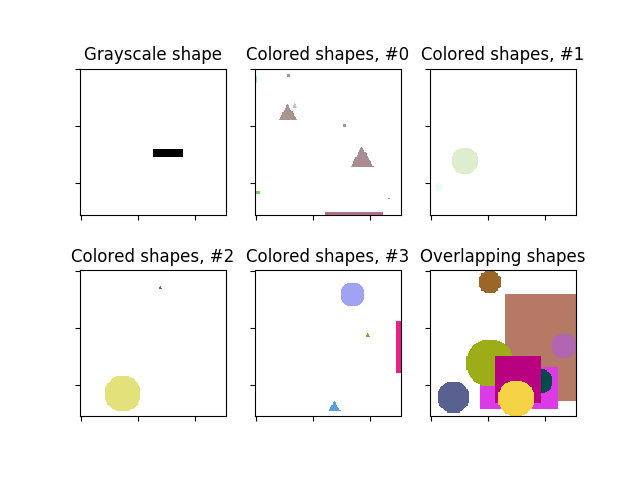 Grayscale shape
Colored shapes, #0
Colored shapes, #1
Colored shapes, #2
Colored shapes, #3
Overlapping shapes